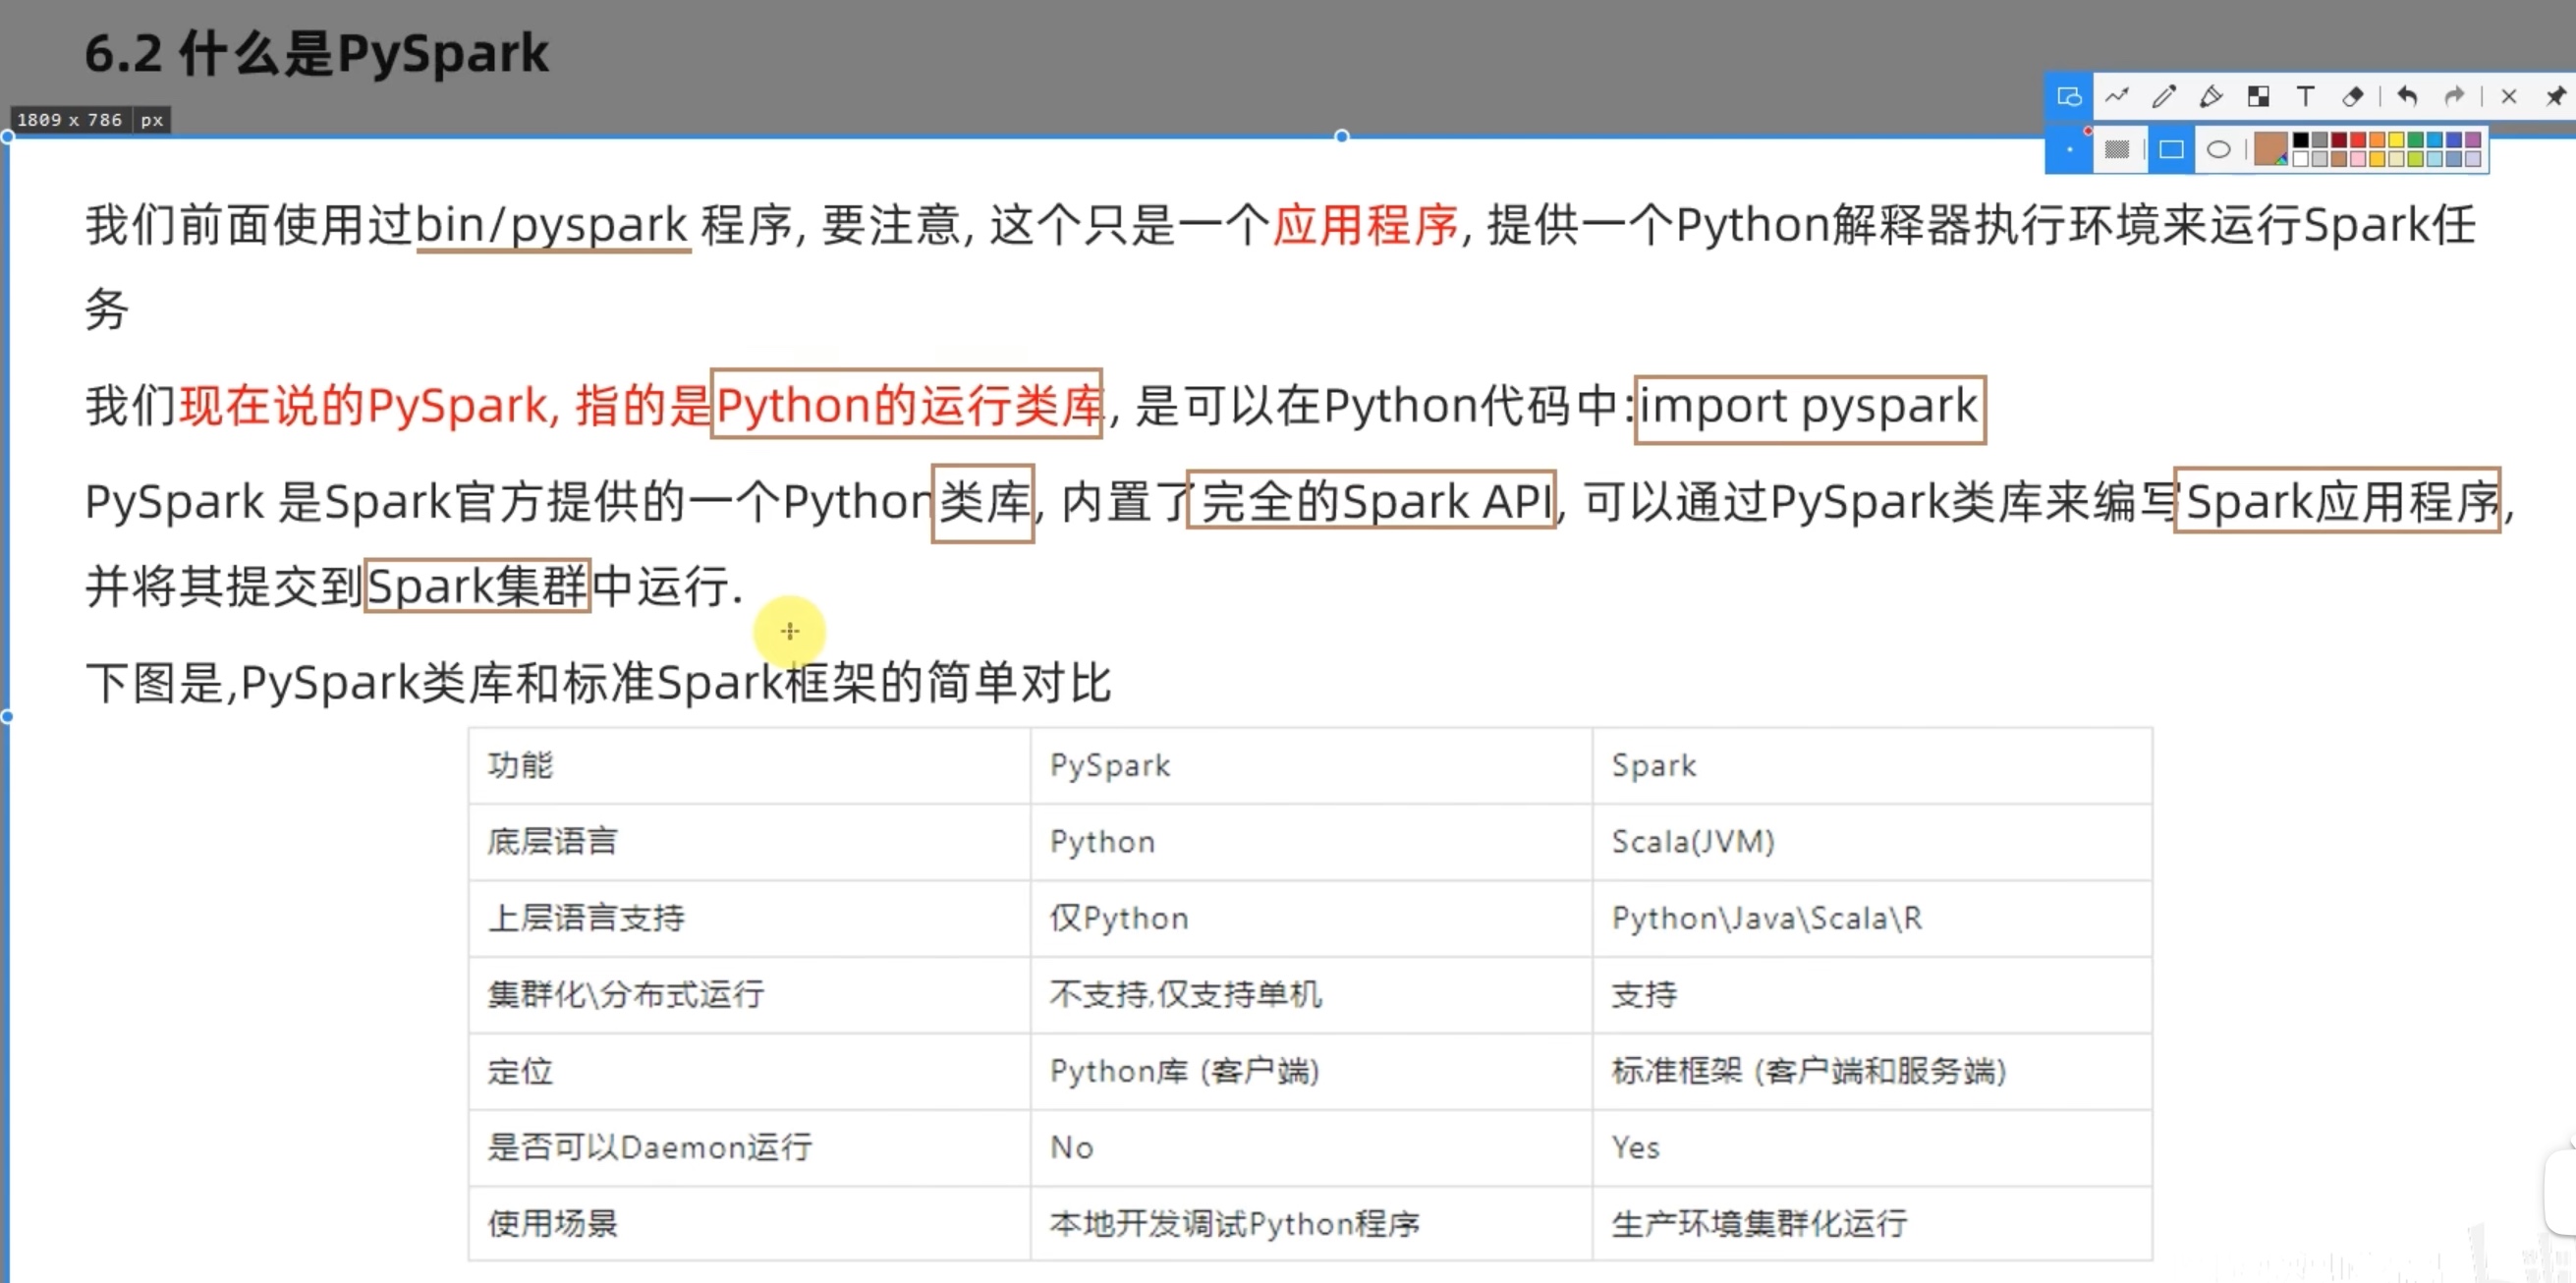 6.2 什么是PySpark
1809 x 786 px
T
我们前面使用过bin/pyspark 程序, 要注意, 这个只是一个应用程序, 提供一个Python解释器执行环境来运行Spark任
务
我们现在说的PySpark, 指的是Python的运行类库, 是可以在Python代码中:import pyspark
PySpark 是Spark官方提供的一个Python类库, 内置了完全的Spark API, 可以通过PySpark类库来编写Spark应用程序,
并将其提交到Spark集群中运行.
下图是,PySpark类库和标准Spark框架的简单对比
功能 PySpark Spark
底层语言 Python Scala(JVM)
上层语言支持 仅Python Python\Java\Scala\R
集群化\分布式运行 不支持,仅支持单机 支持
定位 Python库 (客户端) 标准框架 (客户端和服务端)
是否可以Daemon运行 No Yes
使用场景 本地开发调试Python程序 生产环境集群化运行